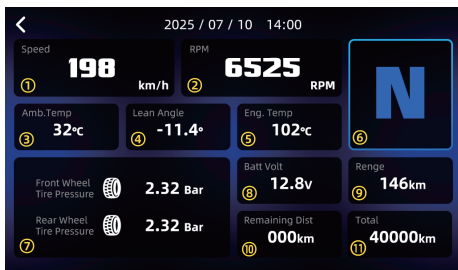 2025 / 07 / 10 14:00
Speed
198 km/h
①
RPM
6525 RPM
②
N
⑥
Amb.Temp
32°C
③
Lean Angle
-11.4°
④
Eng. Temp
102°C
⑤
Front Wheel
Tire Pressure
2.32 Bar
Rear Wheel
Tire Pressure
2.32 Bar
⑦
Batt Volt
12.8V
⑧
Renge
146km
⑨
Remaining Dist
000km
⑩
Total
40000km
⑪